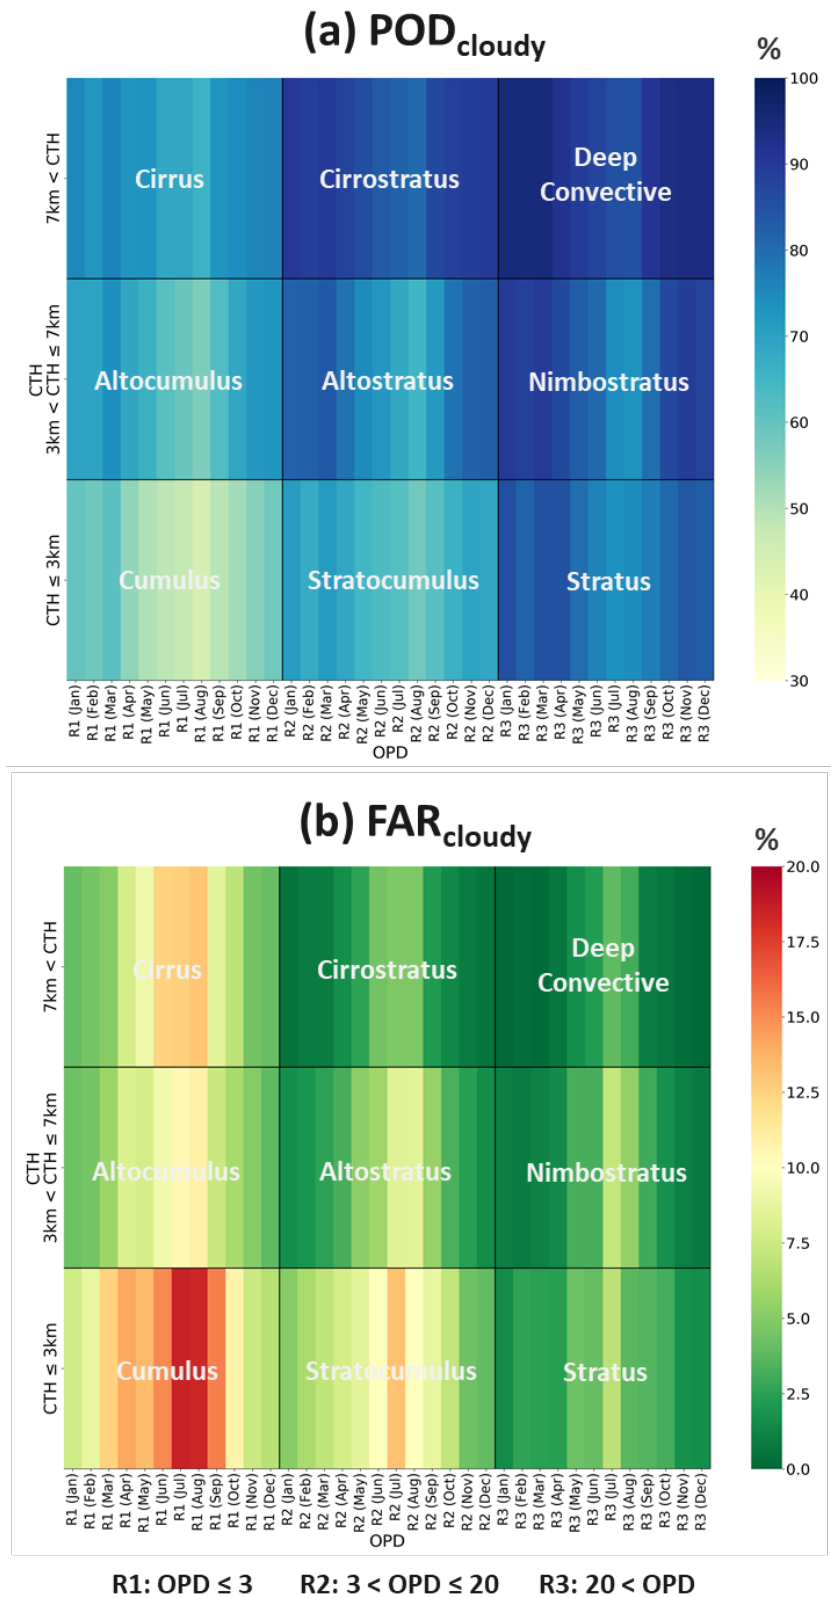 (a) PODcloudy
%
100
90
80
70
60
50
40
30
7km < CTH
3km < CTH ≤ 7km
CTH ≤ 3km
CTH
Cirrus
Cirrostratus
Deep
Convective
Altocumulus
Altostratus
Nimbostratus
Cumulus
Stratocumulus
Stratus
R1 (Jan)
R1 (Feb)
R1 (Mar)
R1 (Apr)
R1 (May)
R1 (Jun)
R1 (Jul)
R1 (Aug)
R1 (Sep)
R1 (Oct)
R1 (Nov)
R1 (Dec)
R2 (Jan)
R2 (Feb)
R2 (Mar)
R2 (Apr)
R2 (May)
R2 (Jun)
R2 (Jul)
R2 (Aug)
R2 (Sep)
R2 (Oct)
R2 (Nov)
R2 (Dec)
R3 (Jan)
R3 (Feb)
R3 (Mar)
R3 (Apr)
R3 (May)
R3 (Jun)
R3 (Jul)
R3 (Aug)
R3 (Sep)
R3 (Oct)
R3 (Nov)
R3 (Dec)
OPD
(b) FARcloudy
%
20.0
17.5
15.0
12.5
10.0
7.5
5.0
2.5
0.0
7km < CTH
3km < CTH ≤ 7km
CTH ≤ 3km
CTH
Cirrus
Cirrostratus
Deep
Convective
Altocumulus
Altostratus
Nimbostratus
Cumulus
Stratocumulus
Stratus
R1 (Jan)
R1 (Feb)
R1 (Mar)
R1 (Apr)
R1 (May)
R1 (Jun)
R1 (Jul)
R1 (Aug)
R1 (Sep)
R1 (Oct)
R1 (Nov)
R1 (Dec)
R2 (Jan)
R2 (Feb)
R2 (Mar)
R2 (Apr)
R2 (May)
R2 (Jun)
R2 (Jul)
R2 (Aug)
R2 (Sep)
R2 (Oct)
R2 (Nov)
R2 (Dec)
R3 (Jan)
R3 (Feb)
R3 (Mar)
R3 (Apr)
R3 (May)
R3 (Jun)
R3 (Jul)
R3 (Aug)
R3 (Sep)
R3 (Oct)
R3 (Nov)
R3 (Dec)
OPD
R1: OPD ≤ 3 R2: 3 < OPD ≤ 20 R3: 20 < OPD